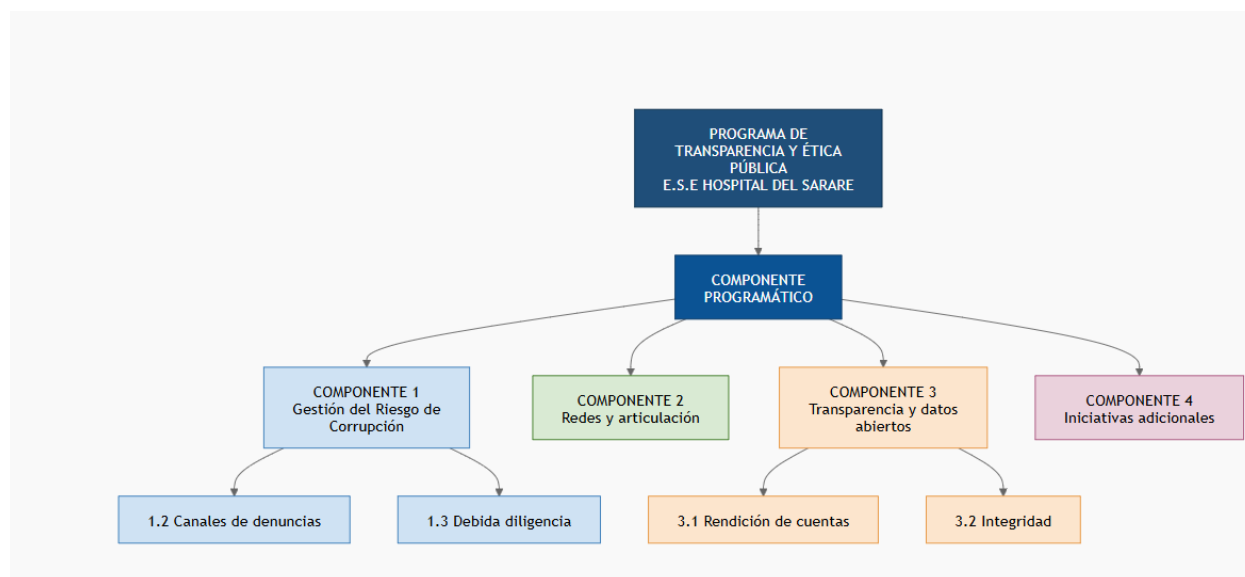 PROGRAMA DE
TRANSPARENCIA Y ÉTICA
PÚBLICA
E.S.E HOSPITAL DEL SARARE
COMPONENTE
PROGRAMÁTICO
COMPONENTE 1
Gestión del Riesgo de
Corrupción
COMPONENTE 2
Redes y articulación
COMPONENTE 3
Transparencia y datos
abiertos
COMPONENTE 4
Iniciativas adicionales
1.2 Canales de denuncias
1.3 Debida diligencia
3.1 Rendición de cuentas
3.2 Integridad